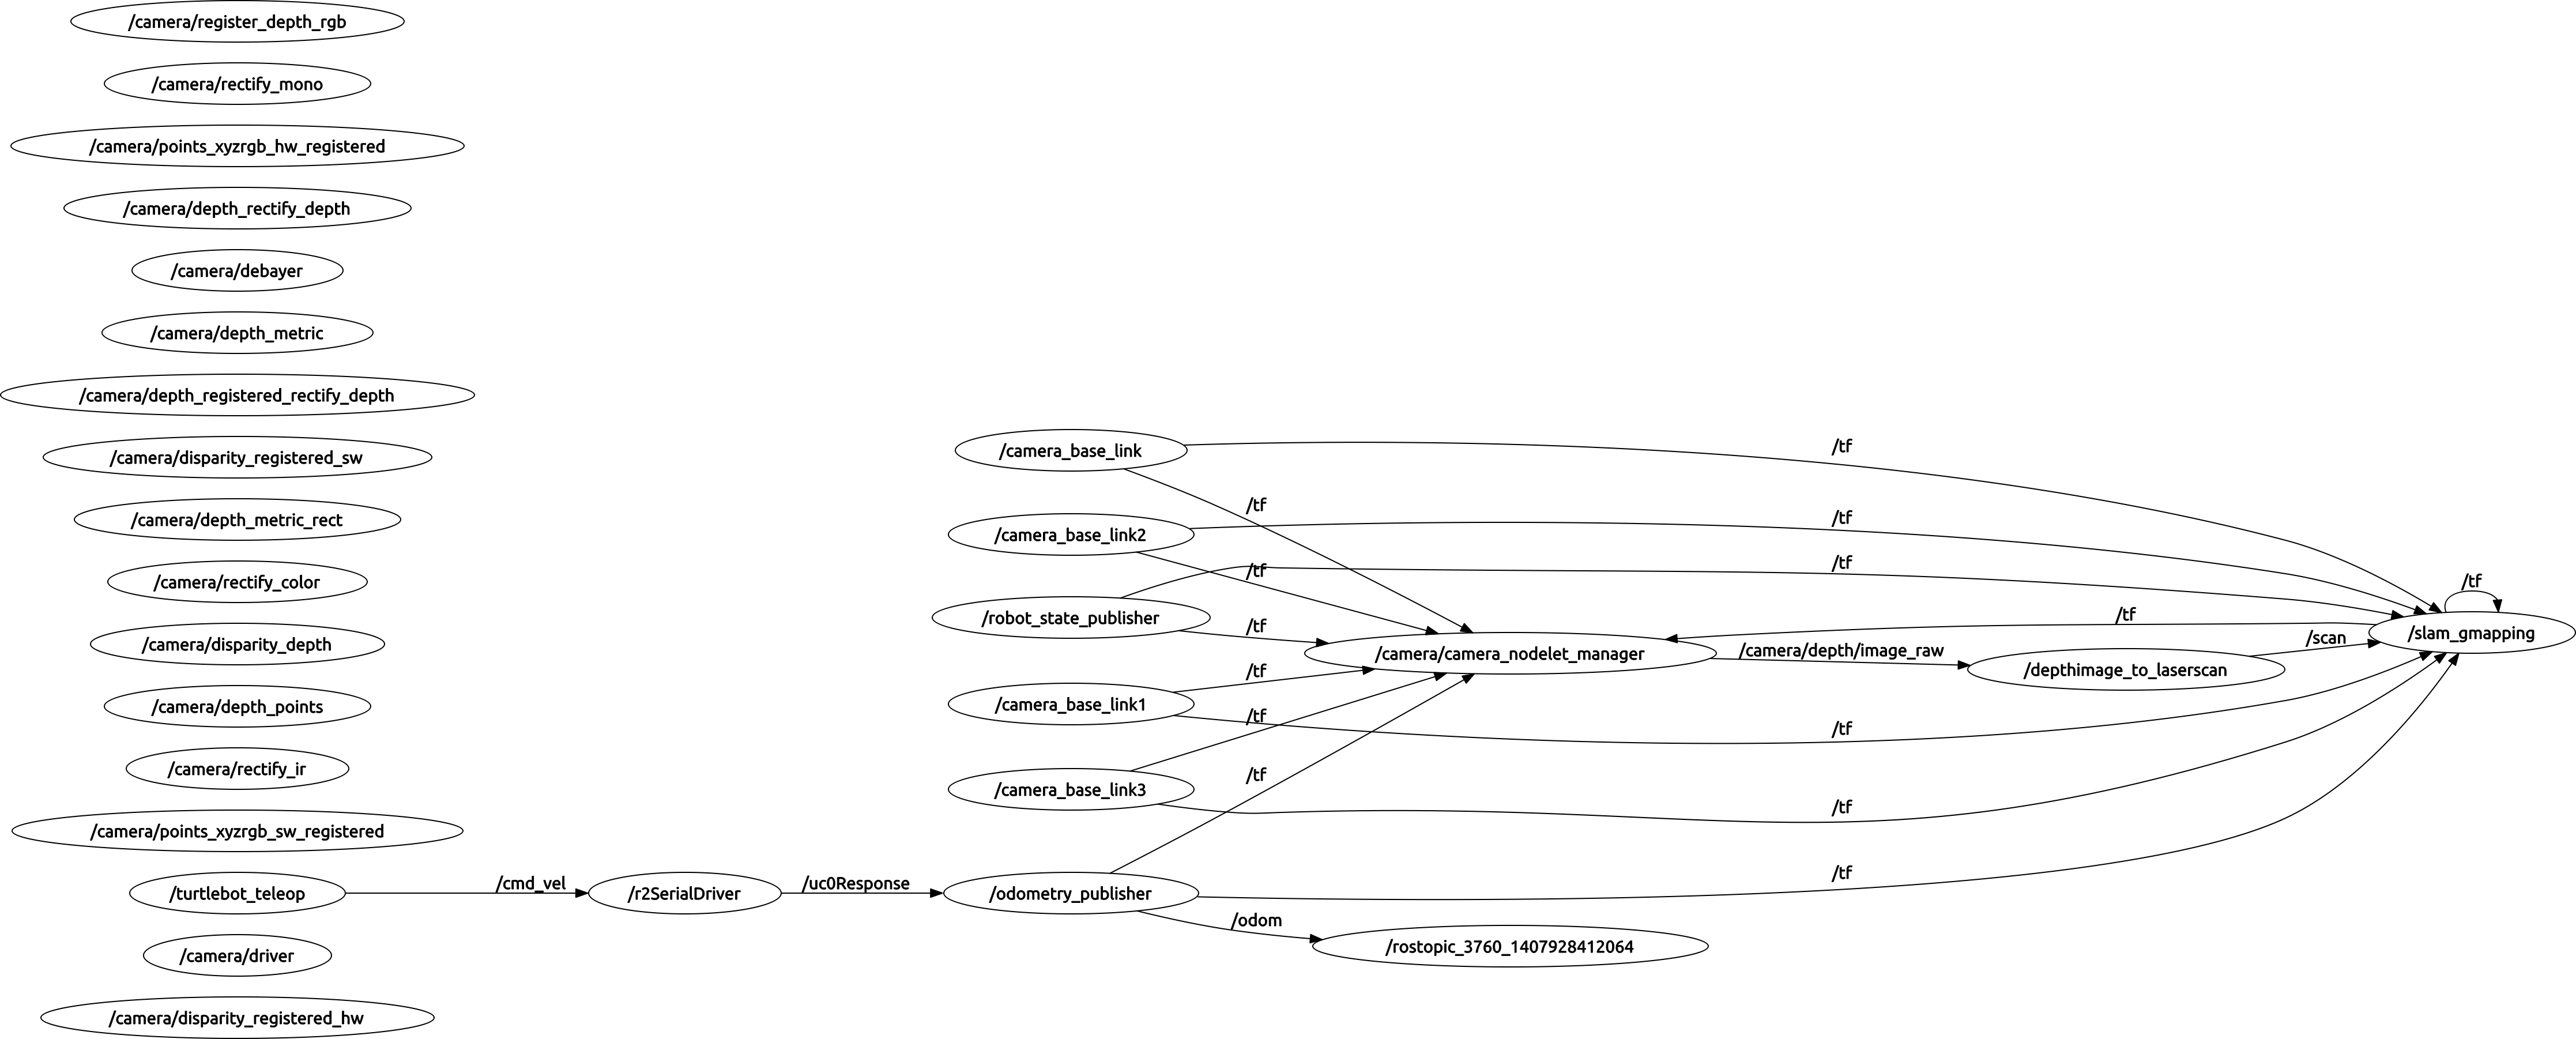 /camera/register_depth_rgb
/camera/rectify_mono
/camera/points_xyzrgb_hw_registered
/camera/depth_rectify_depth
/camera/debayer
/camera/depth_metric
/camera/depth_registered_rectify_depth
/camera/disparity_registered_sw
/camera/depth_metric_rect
/camera/rectify_color
/camera/disparity_depth
/camera/depth_points
/camera/rectify_ir
/camera/points_xyzrgb_sw_registered
/turtlebot_teleop
/camera/driver
/camera/disparity_registered_hw
/cmd_vel
/r2SerialDriver
/uc0Response
/camera_base_link
/camera_base_link2
/robot_state_publisher
/camera_base_link1
/camera_base_link3
/odometry_publisher
/tf
/tf
/tf
/tf
/tf
/tf
/odom
/camera/camera_nodelet_manager
/rostopic_3760_1407928412064
/tf
/tf
/tf
/camera/depth/image_raw
/tf
/tf
/tf
/tf
/depthimage_to_laserscan
/scan
/tf
/slam_gmapping